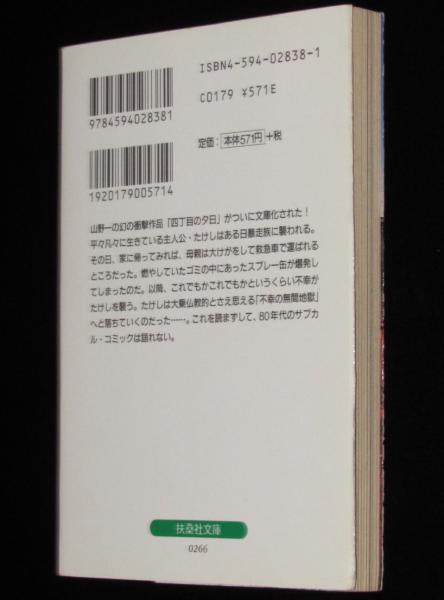 ISBN4-594-02838-1
C0179 ¥571E
9784594028381
定価：本体571円+税
1920179005714
山野一の幻の衝撃作品「四丁目の夕日」がついに文庫化された！
平々凡々に生きている主人公・たけしはある日暴走族に襲われる。
その日、家に帰ってみれば、母親は大けがをして救急車で運ばれる
ところだった。燃やしていたゴミの中にあったスプレー缶が爆発し
てしまったのだ。以降、これでもかこれでもかというくらい不幸が
たけしを襲う。たけしは大乗仏教的とさえ思える「不幸の無間地獄」
へと落ちていくのだった……。これを読まずして、80年代のサブカ
ル・コミックは語れない。
扶桑社文庫
0266